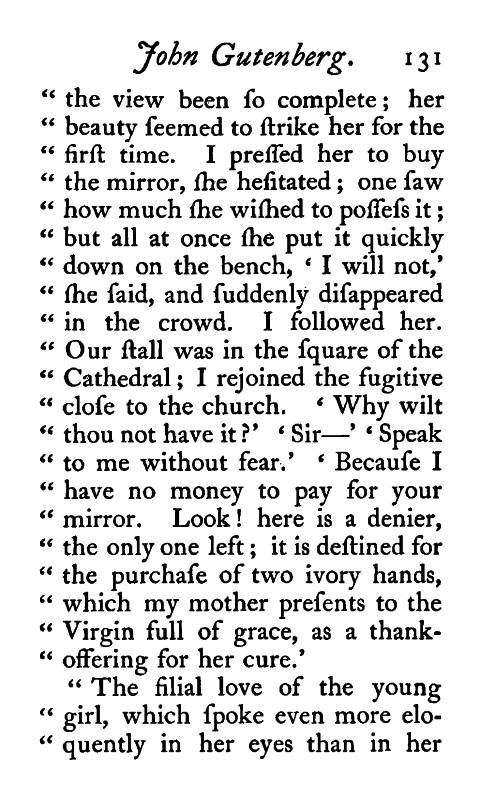 John Gutenberg. 131
“ the view been ſo complete; her
“ beauty ſeemed to ſtrike her for the
“ firſt time. I preſſed her to buy
“ the mirror, ſhe heſitated; one ſaw
“ how much ſhe wiſhed to poſſeſs it;
“ but all at once ſhe put it quickly
“ down on the bench, ‘ I will not,’
“ ſhe ſaid, and ſuddenly diſappeared
“ in the crowd. I followed her.
“ Our ſtall was in the ſquare of the
“ Cathedral; I rejoined the fugitive
“ cloſe to the church. ‘ Why wilt
“ thou not have it?’ ‘ Sir—’ ‘ Speak
“ to me without fear.’ ‘ Becauſe I
“ have no money to pay for your
“ mirror. Look! here is a denier,
“ the only one left; it is deſtined for
“ the purchaſe of two ivory hands,
“ which my mother preſents to the
“ Virgin full of grace, as a thank-
“ offering for her cure.’
“ The filial love of the young
“ girl, which ſpoke even more elo-
“ quently in her eyes than in her